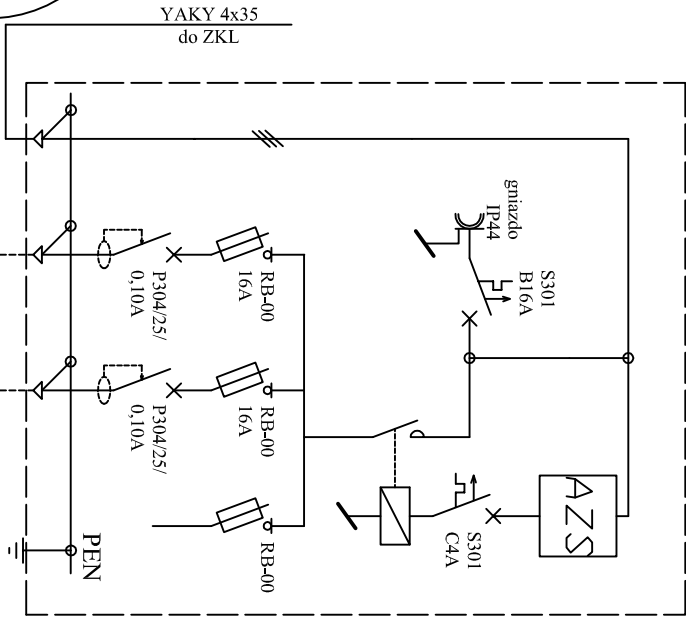 YAKY 4x35
do ZKL
gniazdo
IP44
S301
B16A
RB-00
16A
P304/25/
0,10A
RB-00
16A
P304/25/
0,10A
RB-00
S301
C4A
AZS
PEN